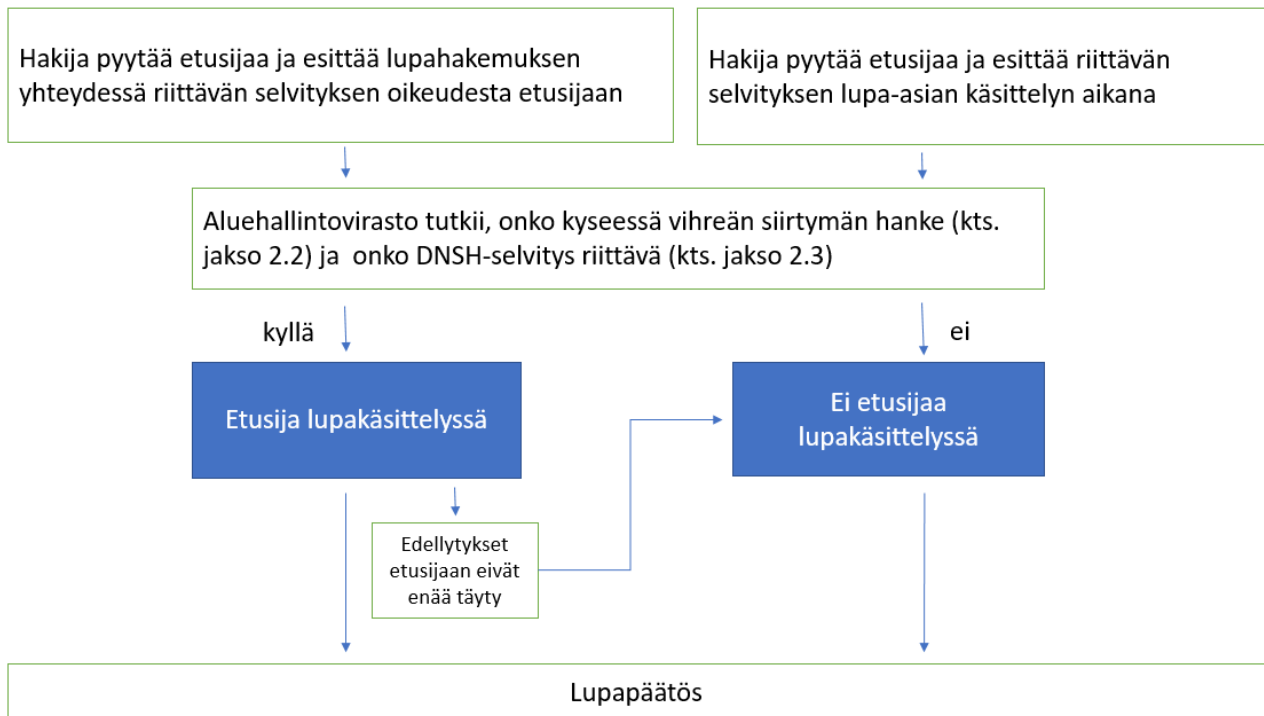 Hakija pyytää etusijaa ja esittää lupahakemuksen
yhteydessä riittävän selvityksen oikeudesta etusijaan
Hakija pyytää etusijaa ja esittää riittävän
selvityksen lupa-asian käsittelyn aikana
Aluehallintovirasto tutkii, onko kyseessä vihreän siirtymän hanke (kts.
jakso 2.2) ja onko DNSH-selvitys riittävä (kts. jakso 2.3)
kyllä
ei
Etusija lupakäsittelyssä
Ei etusijaa
lupakäsittelyssä
Edellytykset
etusijaan eivät
enää täyty
Lupapäätös